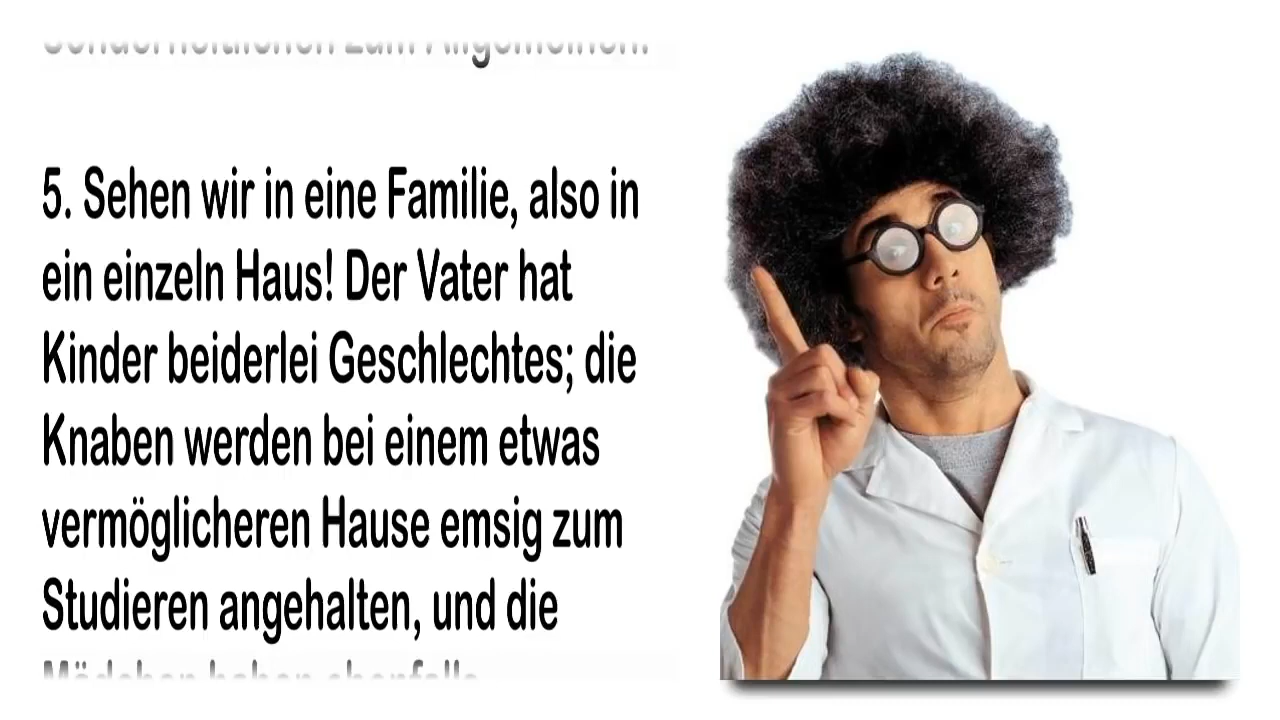 5. Sehen wir in eine Familie, also in
ein einzeln Haus! Der Vater hat
Kinder beiderlei Geschlechtes; die
Knaben werden bei einem etwas
vermöglicheren Hause emsig zum
Studieren angehalten, und die